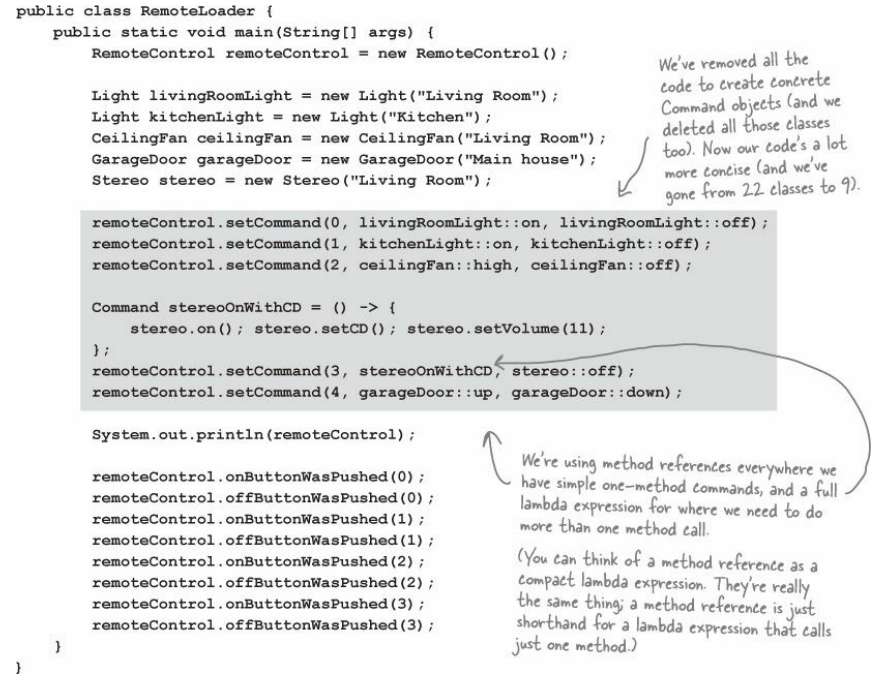 public class RemoteLoader {
public static void main(String[] args) {
RemoteControl remoteControl = new RemoteControl();
Light livingRoomLight = new Light("Living Room");
Light kitchenLight = new Light("Kitchen");
CeilingFan ceilingFan = new CeilingFan("Living Room");
GarageDoor garageDoor = new GarageDoor("Main house");
Stereo stereo = new Stereo("Living Room");
We've removed all the
code to create concrete
Command objects (and we
deleted all those classes
too). Now our code's a lot
more concise (and we've
gone from 22 classes to 9).
remoteControl.setCommand(0, livingRoomLight::on, livingRoomLight::off);
remoteControl.setCommand(1, kitchenLight::on, kitchenLight::off);
remoteControl.setCommand(2, ceilingFan::high, ceilingFan::off);
Command stereoOnWithCD = () -> {
stereo.on(); stereo.setCD(); stereo.setVolume(11);
};
remoteControl.setCommand(3, stereoOnWithCD, stereo::off);
remoteControl.setCommand(4, garageDoor::up, garageDoor::down);
System.out.println(remoteControl);
remoteControl.onButtonWasPushed(0);
remoteControl.offButtonWasPushed(0);
remoteControl.onButtonWasPushed(1);
remoteControl.offButtonWasPushed(1);
remoteControl.onButtonWasPushed(2);
remoteControl.offButtonWasPushed(2);
remoteControl.onButtonWasPushed(3);
remoteControl.offButtonWasPushed(3);
}
}
We're using method references everywhere we
have simple one-method commands, and a full
lambda expression for where we need to do
more than one method call.
(You can think of a method reference as a
compact lambda expression. They're really
the same thing; a method reference is just
shorthand for a lambda expression that calls
just one method.)